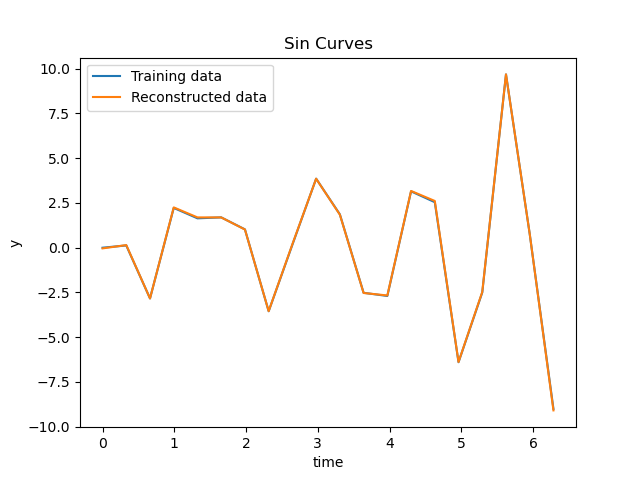 Sin Curves
Training data
Reconstructed data
10.0
7.5
5.0
2.5
0.0
−2.5
−5.0
−7.5
−10.0
y
0 1 2 3 4 5 6
time